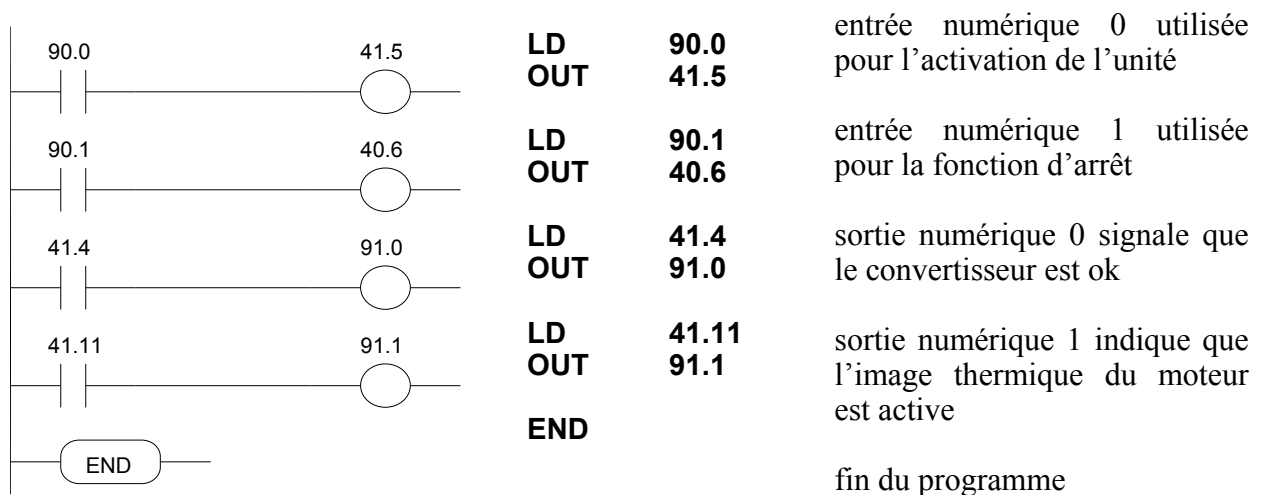 90.0 41.5
90.1 40.6
41.4 91.0
41.11 91.1
END
LD 90.0
OUT 41.5
LD 90.1
OUT 40.6
LD 41.4
OUT 91.0
LD 41.11
OUT 91.1
END
entrée numérique 0 utilisée
pour l’activation de l’unité
entrée numérique 1 utilisée
pour la fonction d’arrêt
sortie numérique 0 signale que
le convertisseur est ok
sortie numérique 1 indique que
l’image thermique du moteur
est active
fin du programme